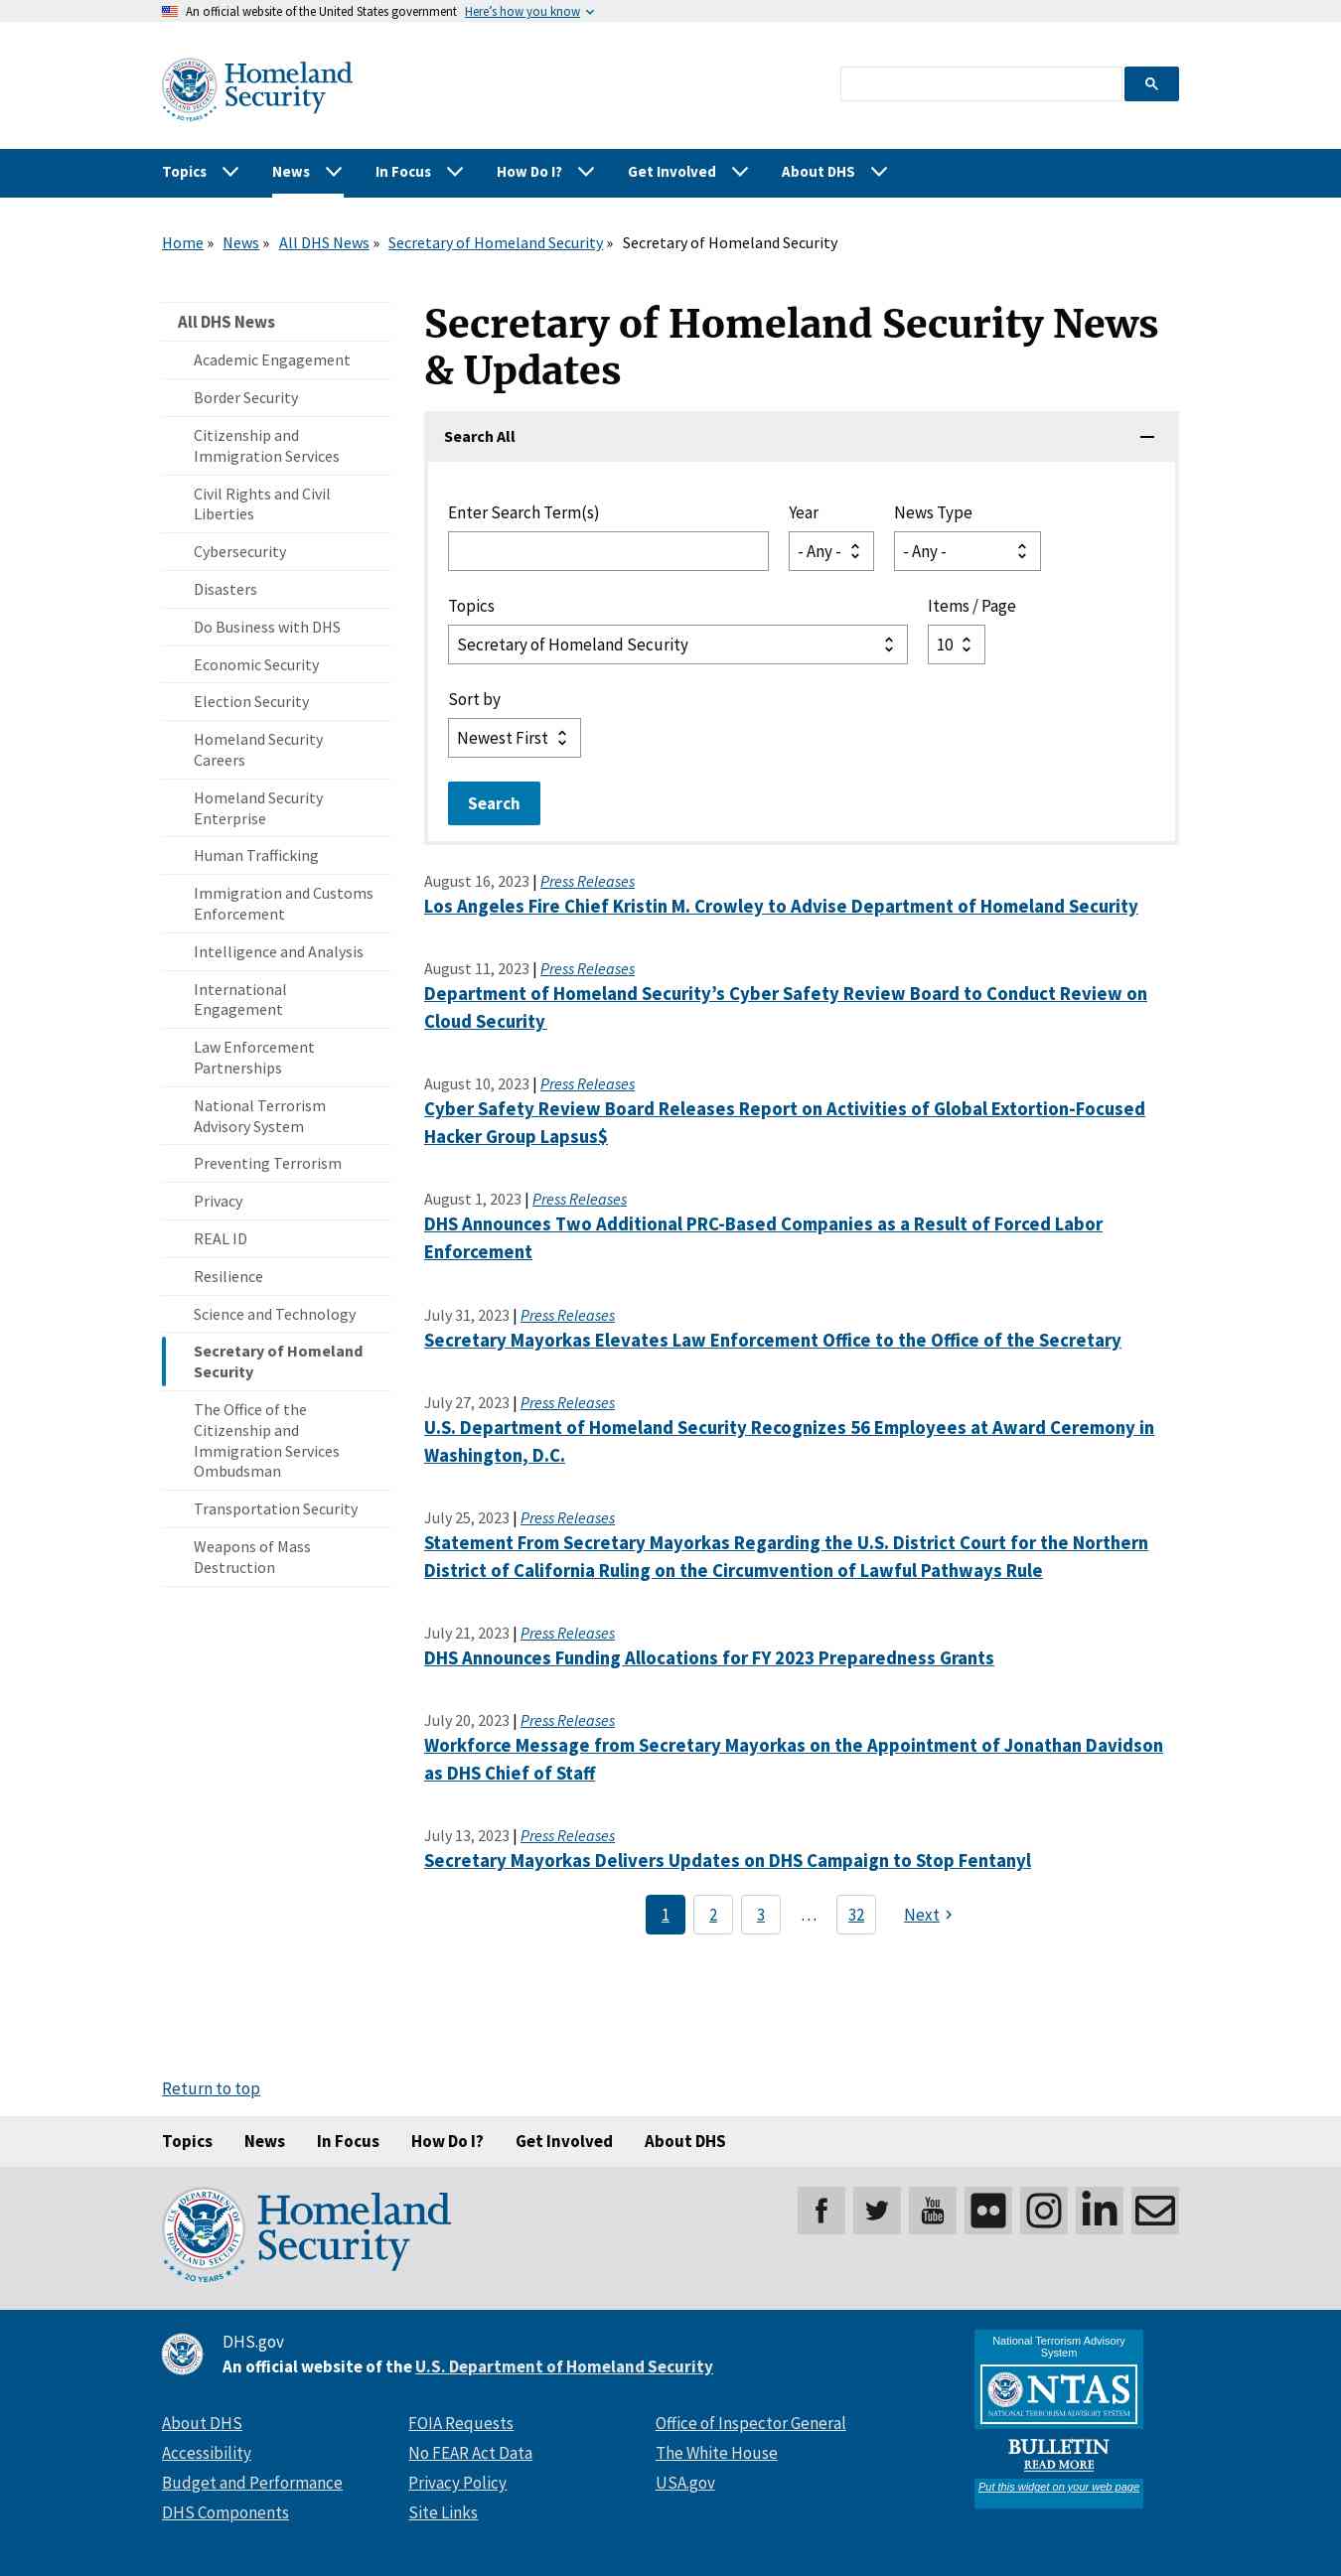 An official website of the United States government Here’s how you know
Homeland
Security
Topics News In Focus How Do I? Get Involved About DHS
Home » News » All DHS News » Secretary of Homeland Security » Secretary of Homeland Security
All DHS News
Academic Engagement
Border Security
Citizenship and
Immigration Services
Civil Rights and Civil
Liberties
Cybersecurity
Disasters
Do Business with DHS
Economic Security
Election Security
Homeland Security
Careers
Homeland Security
Enterprise
Human Trafficking
Immigration and Customs
Enforcement
Intelligence and Analysis
International
Engagement
Law Enforcement
Partnerships
National Terrorism
Advisory System
Preventing Terrorism
Privacy
REAL ID
Resilience
Science and Technology
Secretary of Homeland
Security
The Office of the
Citizenship and
Immigration Services
Ombudsman
Transportation Security
Weapons of Mass
Destruction
Secretary of Homeland Security News
& Updates
Search All
Enter Search Term(s) Year News Type
- Any - - Any -
Topics Items / Page
Secretary of Homeland Security 10
Sort by
Newest First
Search
August 16, 2023 | Press Releases
Los Angeles Fire Chief Kristin M. Crowley to Advise Department of Homeland Security
August 11, 2023 | Press Releases
Department of Homeland Security’s Cyber Safety Review Board to Conduct Review on
Cloud Security
August 10, 2023 | Press Releases
Cyber Safety Review Board Releases Report on Activities of Global Extortion-Focused
Hacker Group Lapsus$
August 1, 2023 | Press Releases
DHS Announces Two Additional PRC-Based Companies as a Result of Forced Labor
Enforcement
July 31, 2023 | Press Releases
Secretary Mayorkas Elevates Law Enforcement Office to the Office of the Secretary
July 27, 2023 | Press Releases
U.S. Department of Homeland Security Recognizes 56 Employees at Award Ceremony in
Washington, D.C.
July 25, 2023 | Press Releases
Statement From Secretary Mayorkas Regarding the U.S. District Court for the Northern
District of California Ruling on the Circumvention of Lawful Pathways Rule
July 21, 2023 | Press Releases
DHS Announces Funding Allocations for FY 2023 Preparedness Grants
July 20, 2023 | Press Releases
Workforce Message from Secretary Mayorkas on the Appointment of Jonathan Davidson
as DHS Chief of Staff
July 13, 2023 | Press Releases
Secretary Mayorkas Delivers Updates on DHS Campaign to Stop Fentanyl
1 2 3 … 32 Next ›
Return to top
Topics News In Focus How Do I? Get Involved About DHS
U.S. DEPARTMENT OF
HOMELAND SECURITY
20 YEARS
Homeland
Security
You
Tube
in
DHS.gov
An official website of the U.S. Department of Homeland Security
About DHS FOIA Requests Office of Inspector General
Accessibility No FEAR Act Data The White House
Budget and Performance Privacy Policy USA.gov
DHS Components Site Links
National Terrorism Advisory
System
NTAS
NATIONAL TERRORISM ADVISORY SYSTEM
BULLETIN
READ MORE
Put this widget on your web page